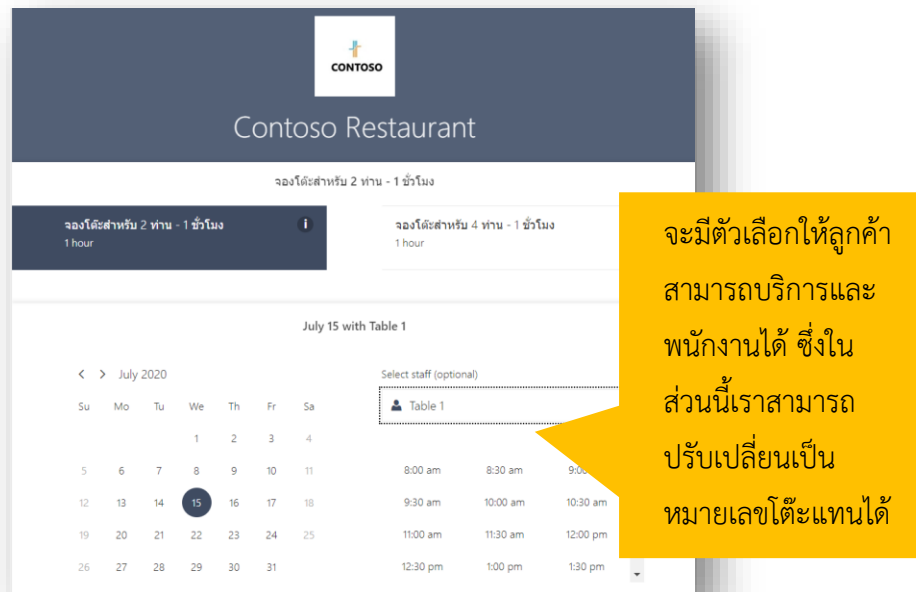 CONTOSO
Contoso Restaurant
จองโต๊ะสำหรับ 2 ท่าน - 1 ชั่วโมง
จองโต๊ะสำหรับ 2 ท่าน - 1 ชั่วโมง
i
1 hour
จองโต๊ะสำหรับ 4 ท่าน - 1 ชั่วโมง
1 hour
July 15 with Table 1
July 2020
Su Mo Tu We Th Fr Sa
1 2 3 4
5 6 7 8 9 10 11
12 13 14 15 16 17 18
19 20 21 22 23 24 25
26 27 28 29 30 31
Select staff (optional)
Table 1
8:00 am 8:30 am
9:30 am 10:00 am 10:30 am
11:00 am 11:30 am 12:00 pm
12:30 pm 1:00 pm 1:30 pm
จะมีตัวเลือกให้ลูกค้า
สามารถบริการและ
พนักงานได้ ซึ่งใน
ส่วนนี้เราสามารถ
ปรับเปลี่ยนเป็น
หมายเลขโต๊ะแทนได้